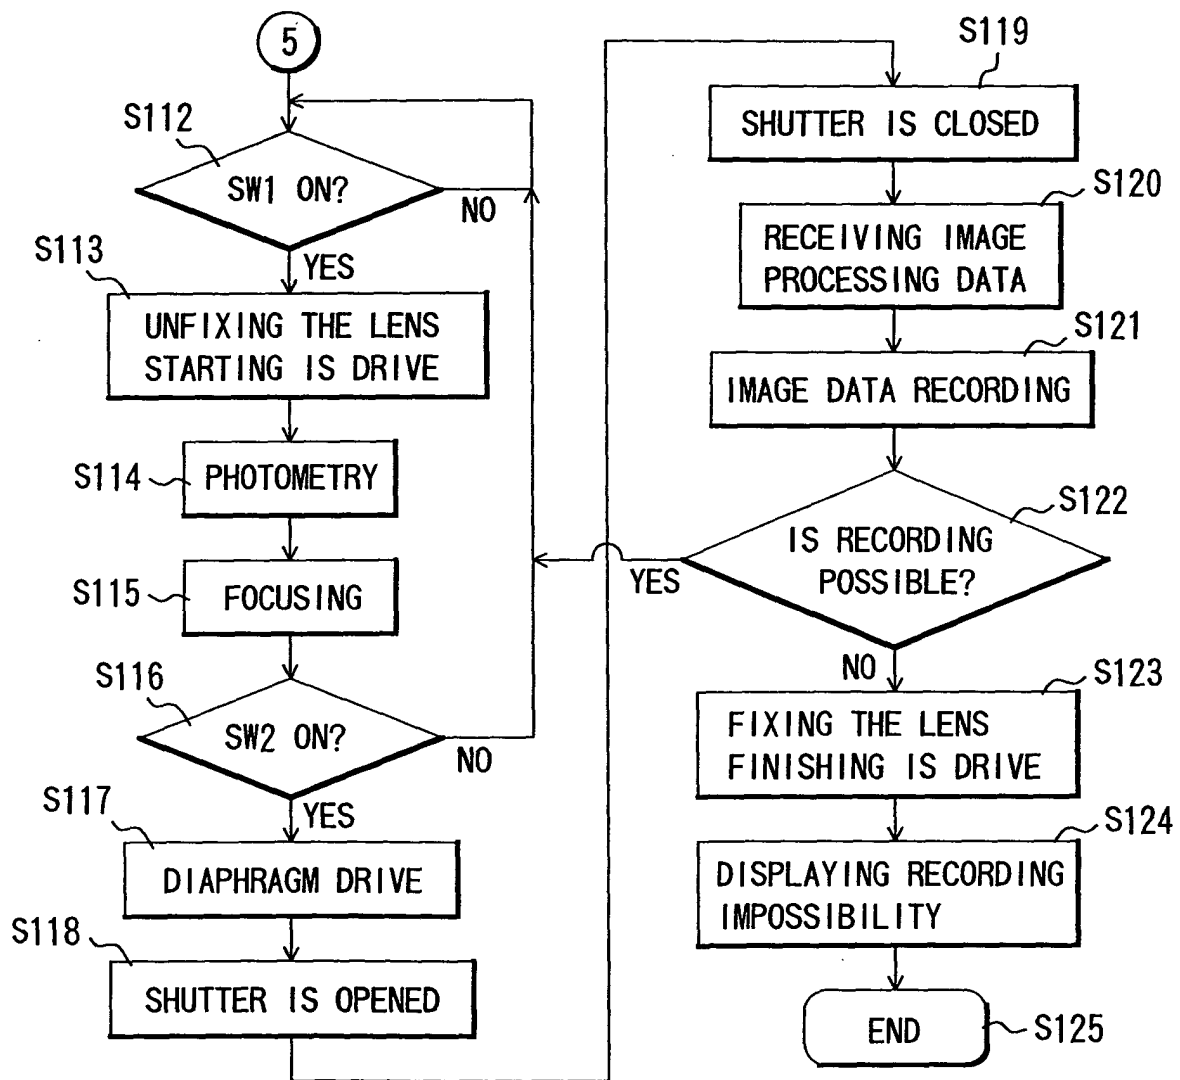 5
S112
SW1 ON?
NO
YES
S113
UNFIXING THE LENS
STARTING IS DRIVE
S114
PHOTOMETRY
S115
FOCUSING
S116
SW2 ON?
NO
YES
S117
DIAPHRAGM DRIVE
S118
SHUTTER IS OPENED
S119
SHUTTER IS CLOSED
S120
RECEIVING IMAGE
PROCESSING DATA
S121
IMAGE DATA RECORDING
S122
IS RECORDING
POSSIBLE?
YES
NO
S123
FIXING THE LENS
FINISHING IS DRIVE
S124
DISPLAYING RECORDING
IMPOSSIBILITY
END
S125